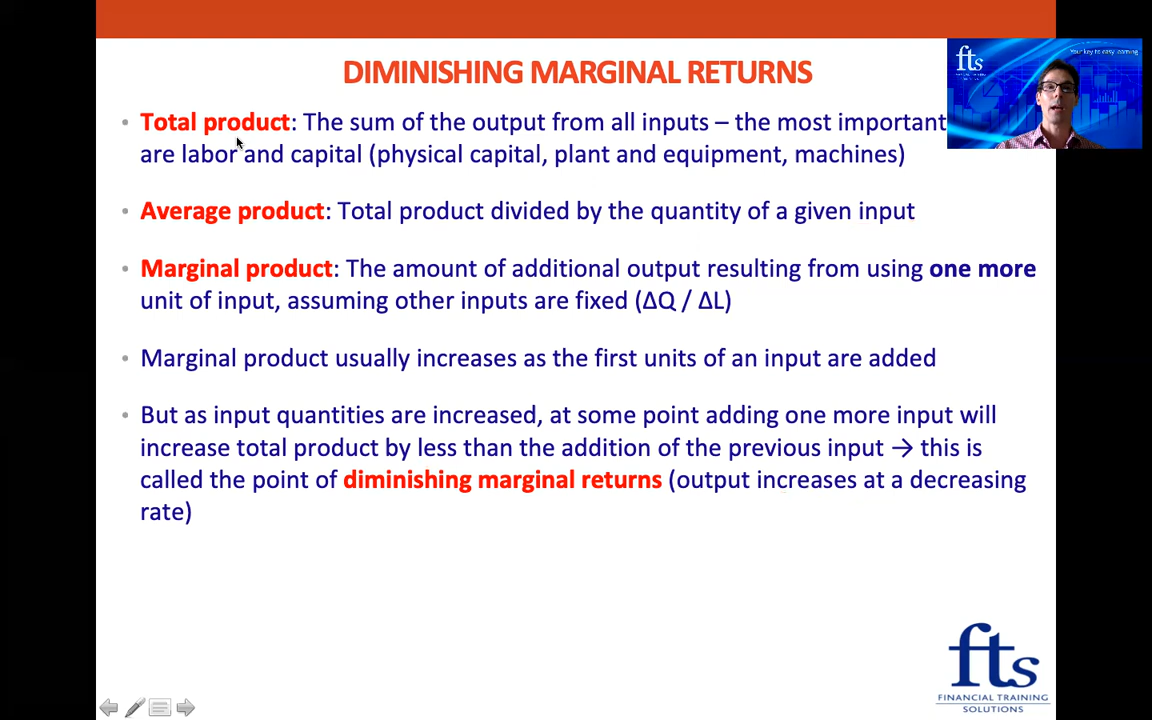 DIMINISHING MARGINAL RETURNS
fts
Your key to easy learning
• Total product: The sum of the output from all inputs – the most important
are labor and capital (physical capital, plant and equipment, machines)
• Average product: Total product divided by the quantity of a given input
• Marginal product: The amount of additional output resulting from using one more
unit of input, assuming other inputs are fixed (ΔQ / ΔL)
• Marginal product usually increases as the first units of an input are added
• But as input quantities are increased, at some point adding one more input will
increase total product by less than the addition of the previous input → this is
called the point of diminishing marginal returns (output increases at a decreasing
rate)
fts
FINANCIAL TRAINING
SOLUTIONS